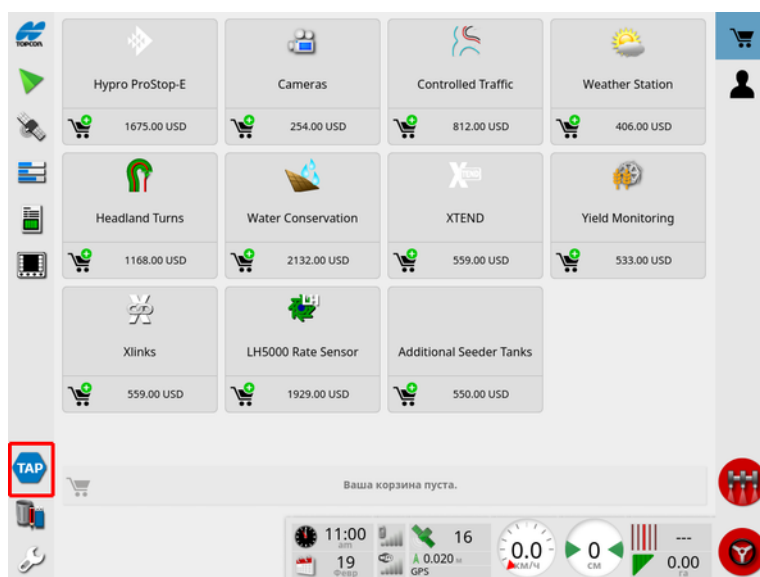 TOPCON
Hypro ProStop-E
Cameras
Controlled Traffic
Weather Station
1675.00 USD
254.00 USD
812.00 USD
406.00 USD
Headland Turns
Water Conservation
XTEND
XTEND
Yield Monitoring
1168.00 USD
2132.00 USD
559.00 USD
533.00 USD
Xlinks
LH
LH5000 Rate Sensor
Additional Seeder Tanks
559.00 USD
1929.00 USD
550.00 USD
TAP
Ваша корзина пуста.
11:00
am
16
0.0
км/ч
0
см
---
19
Февр
0.020 м
GPS
0.00
га